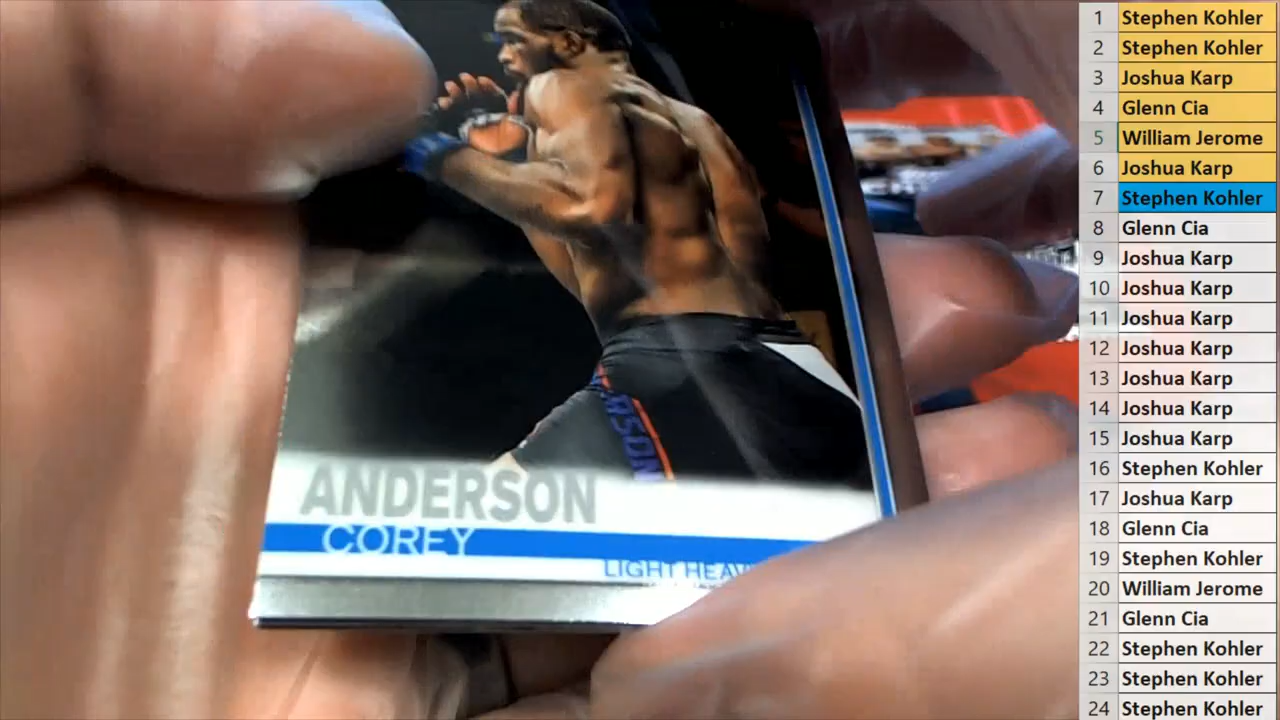 ANDERSON
COREY
LIGHT HEAV
1 Stephen Kohler
2 Stephen Kohler
3 Joshua Karp
4 Glenn Cia
5 William Jerome
6 Joshua Karp
7 Stephen Kohler
8 Glenn Cia
9 Joshua Karp
10 Joshua Karp
11 Joshua Karp
12 Joshua Karp
13 Joshua Karp
14 Joshua Karp
15 Joshua Karp
16 Stephen Kohler
17 Joshua Karp
18 Glenn Cia
19 Stephen Kohler
20 William Jerome
21 Glenn Cia
22 Stephen Kohler
23 Stephen Kohler
24 Stephen Kohler